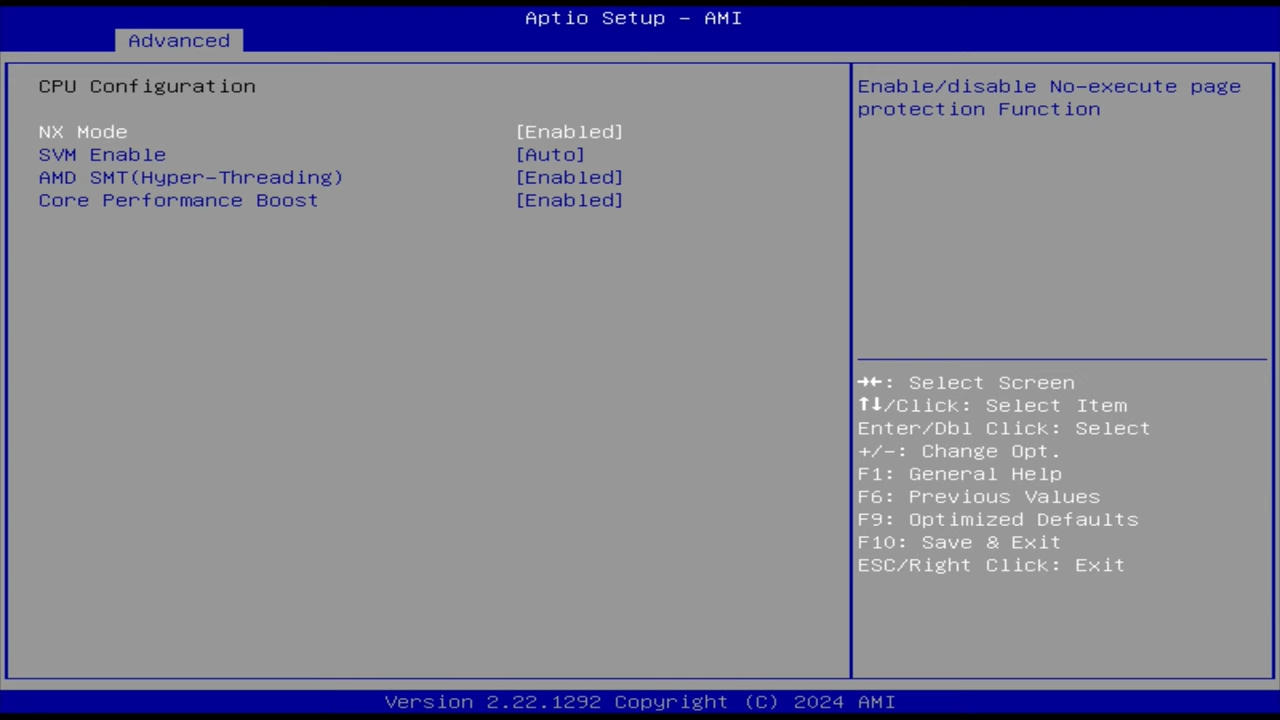 Aptio Setup - AMI
Advanced
CPU Configuration
NX Mode [Enabled]
SVM Enable [Auto]
AMD SMT(Hyper-Threading) [Enabled]
Core Performance Boost [Enabled]
Enable/disable No-execute page
protection Function
→←: Select Screen
↑↓/Click: Select Item
Enter/Dbl Click: Select
+/-: Change Opt.
F1: General Help
F6: Previous Values
F9: Optimized Defaults
F10: Save & Exit
ESC/Right Click: Exit
Version 2.22.1292 Copyright (C) 2024 AMI